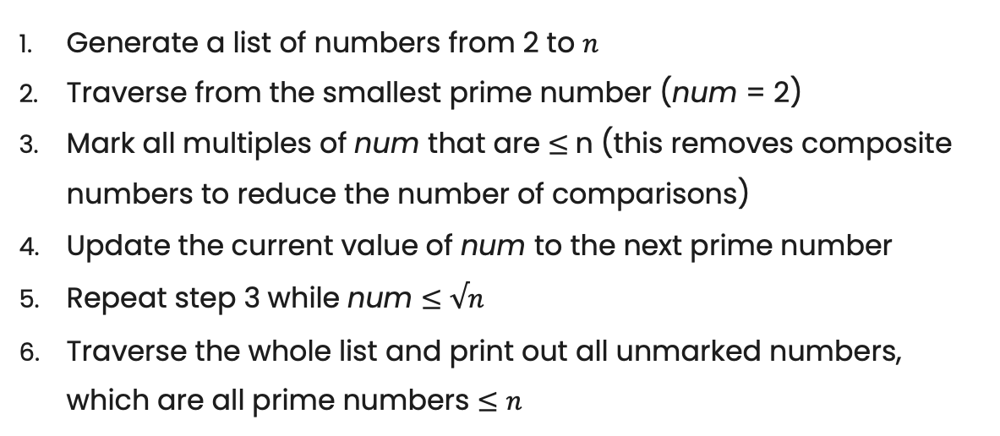 1. Generate a list of numbers from 2 to n
2. Traverse from the smallest prime number (num = 2)
3. Mark all multiples of num that are ≤ n (this removes composite
numbers to reduce the number of comparisons)
4. Update the current value of num to the next prime number
5. Repeat step 3 while num ≤ √n
6. Traverse the whole list and print out all unmarked numbers,
which are all prime numbers ≤ n